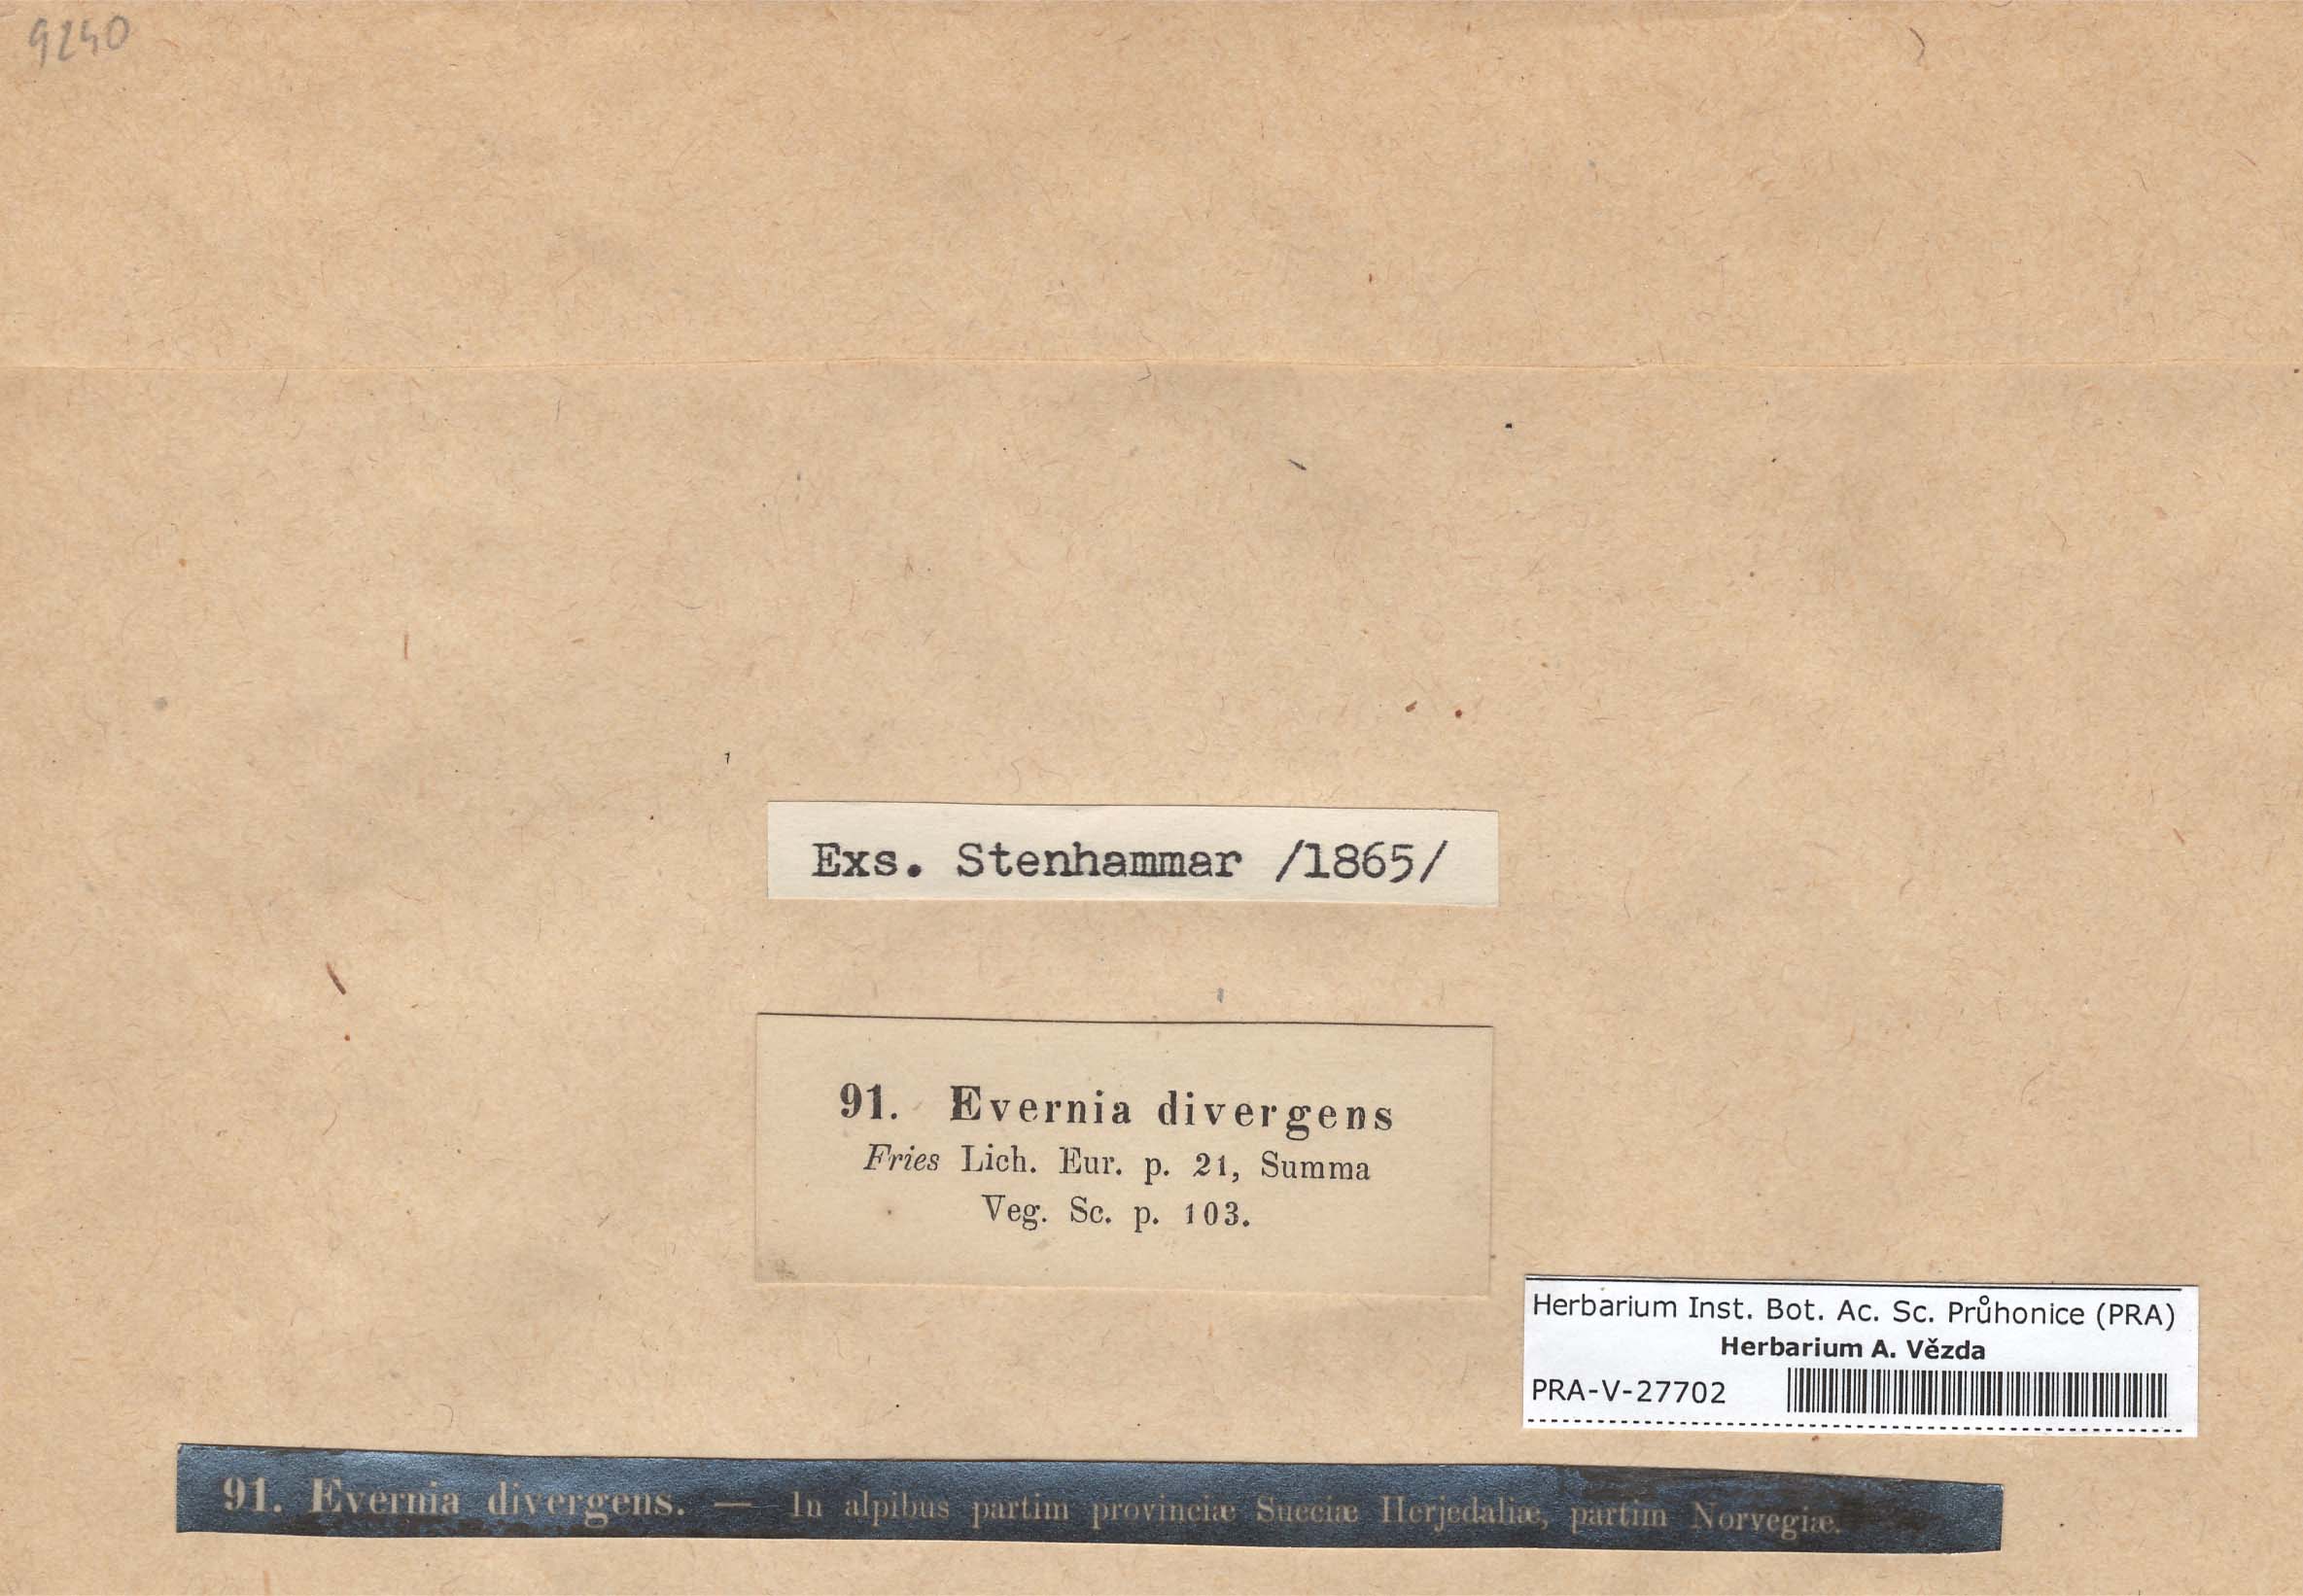 9240
Exs. Stenhammar /1865/
91. Evernia divergens
Fries Lich. Eur. p. 21, Summa
Veg. Sc. p. 103.
Herbarium Inst. Bot. Ac. Sc. Průhonice (PRA)
Herbarium A. Vězda
PRA-V-27702
91. Evernia divergens. — In alpibus partim provinciæ Sueciæ Herjedaliæ, partim Norvegiæ.